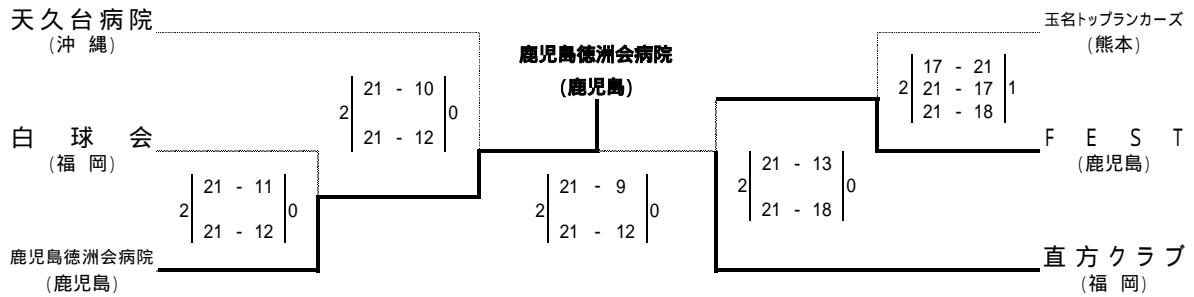 天久台病院
(沖 縄)
鹿児島徳洲会病院
(鹿児島)
玉名トップランカーズ
(熊本)
2 21 - 10 0
21 - 12
17 - 21
2 21 - 17 1
21 - 18
白 球 会
(福 岡)
F E S T
(鹿児島)
2 21 - 11 0
21 - 12
2 21 - 9 0
21 - 12
2 21 - 13 0
21 - 18
鹿児島徳洲会病院
(鹿児島)
直方クラブ
(福 岡)